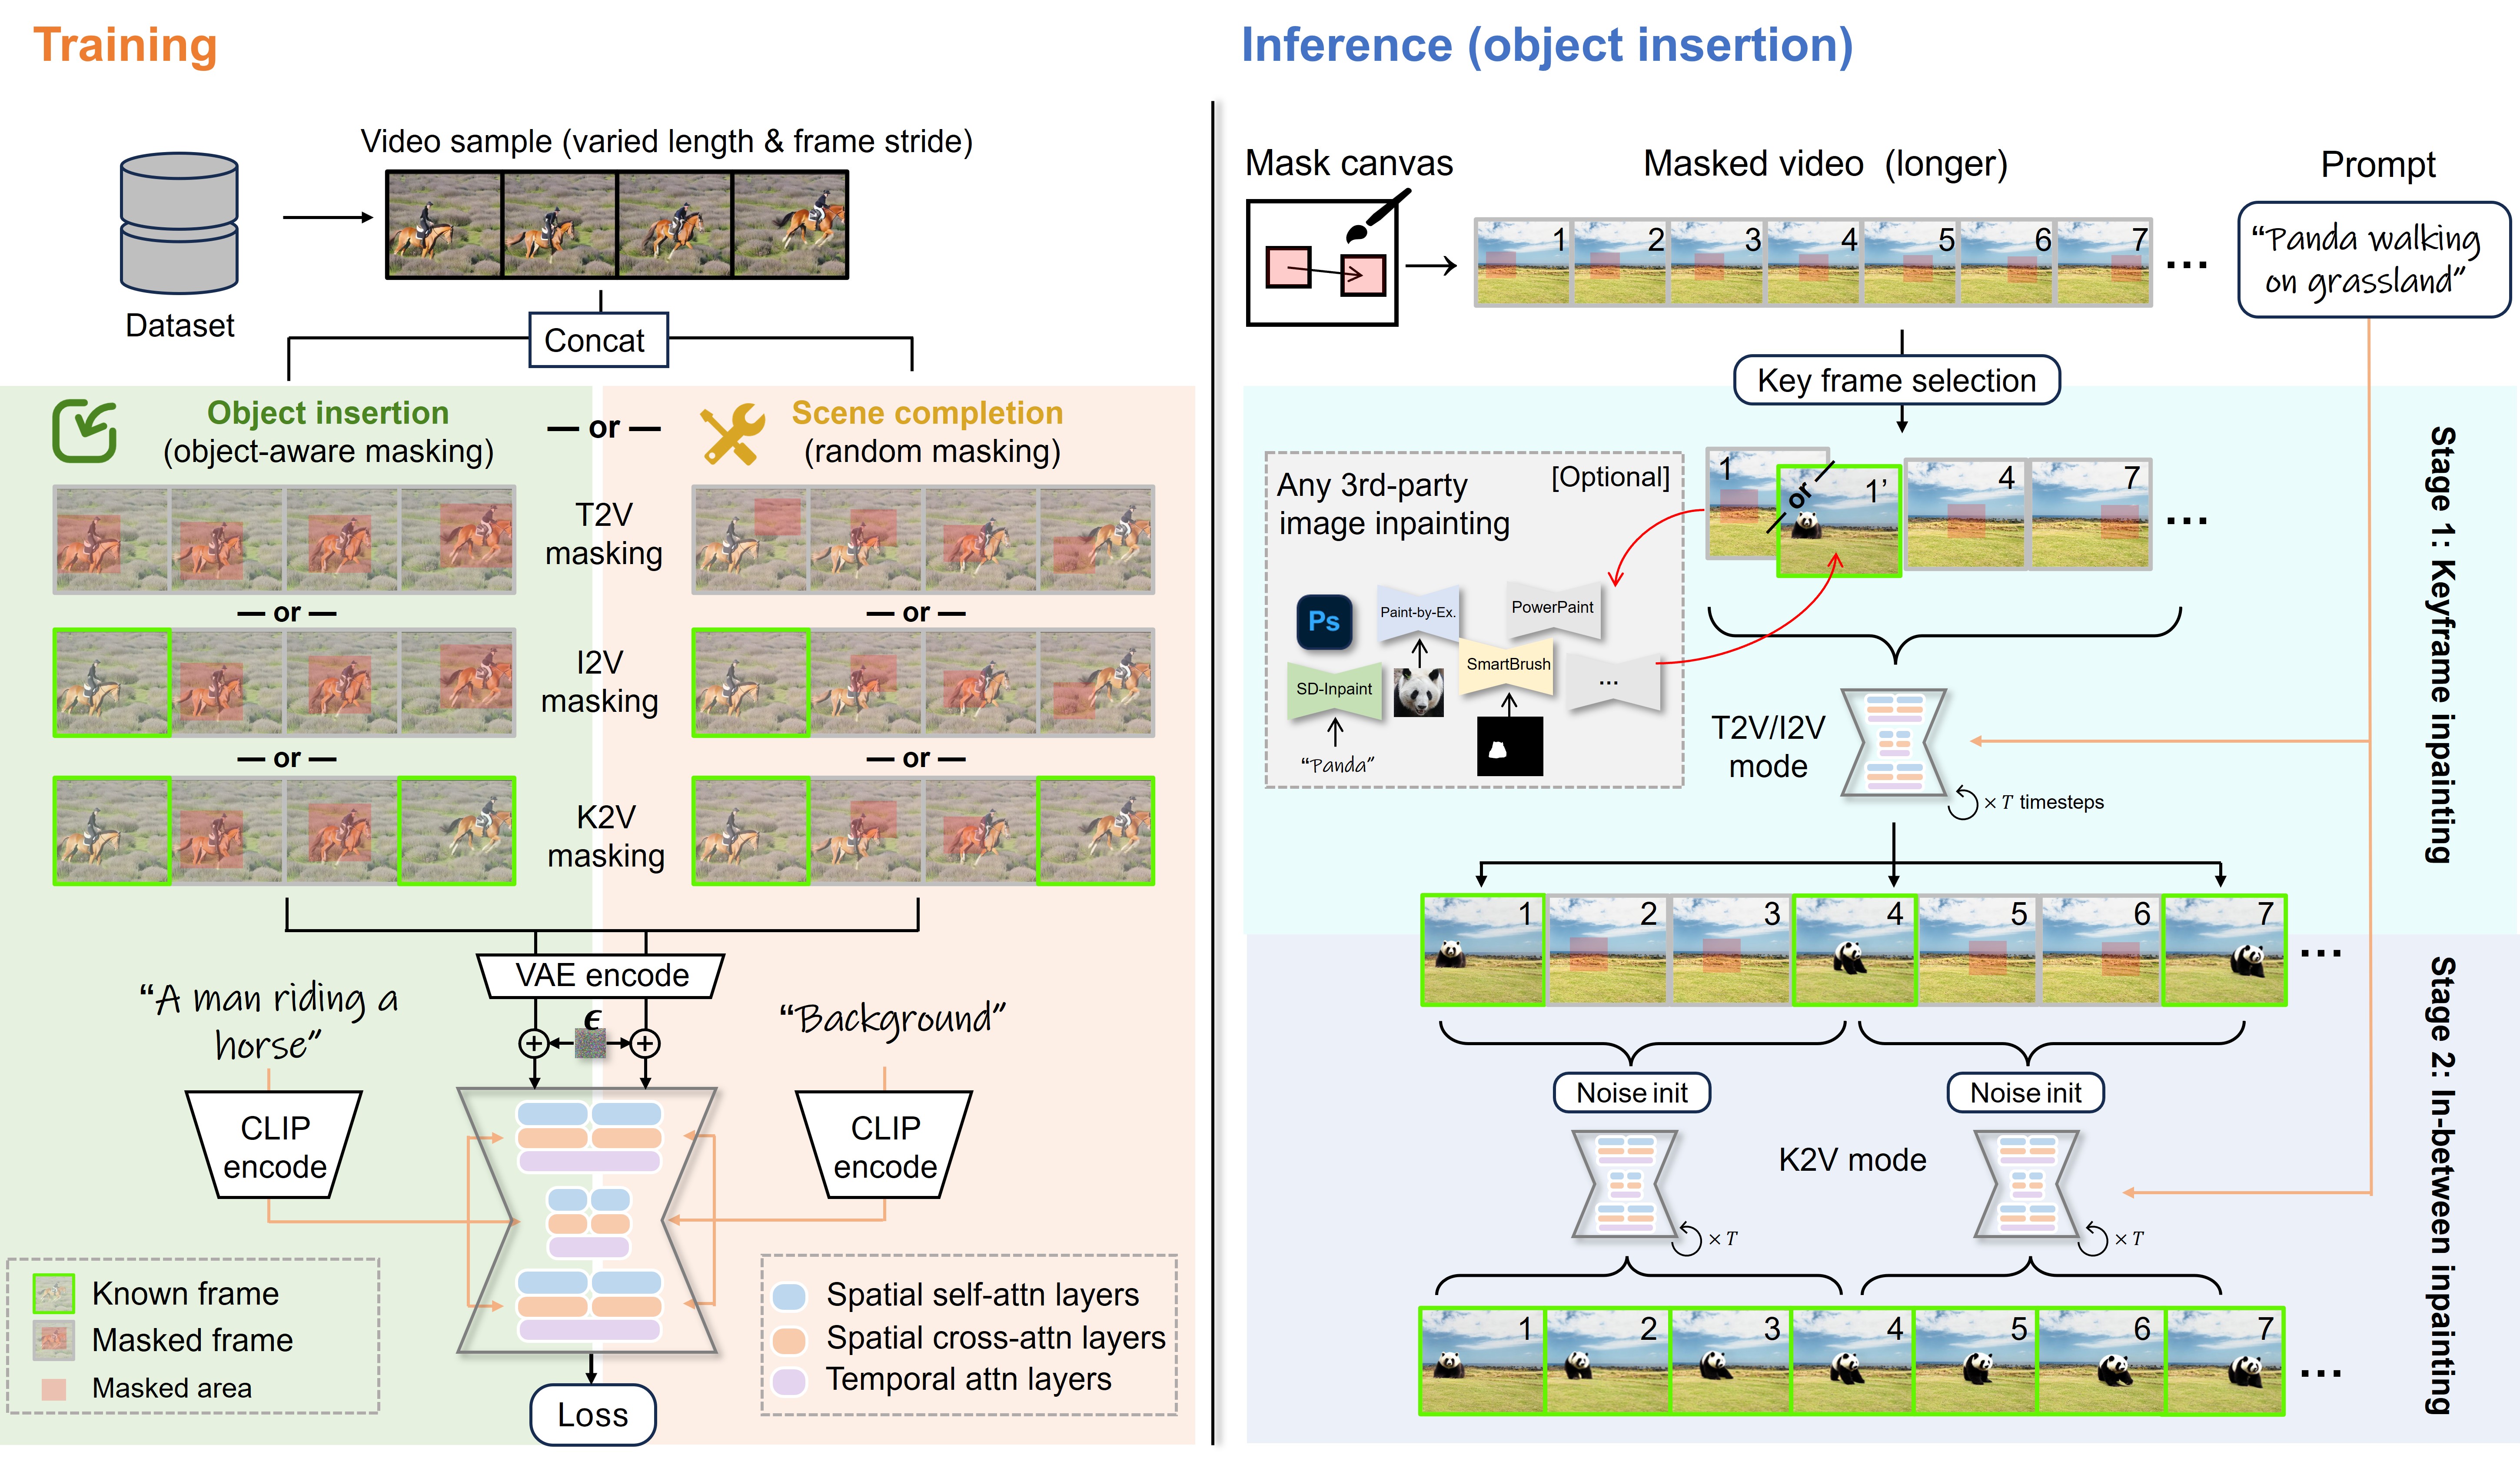 Training
Video sample (varied length & frame stride)
Dataset
Concat
Object insertion
(object-aware masking)
— or —
Scene completion
(random masking)
T2V
masking
— or —
— or —
I2V
masking
— or —
— or —
K2V
masking
VAE encode
ϵ
“A man riding a
horse”
“Background”
CLIP
encode
CLIP
encode
Known frame
Masked frame
Masked area
Spatial self-attn layers
Spatial cross-attn layers
Temporal attn layers
Loss
Inference (object insertion)
Mask canvas
Masked video (longer)
Prompt
1 2 3 4 5 6 7 ...
“Panda walking
on grassland”
Key frame selection
Stage 1: Keyframe inpainting
Any 3rd-party
image inpainting
[Optional]
1 or 1’ 4 7 ...
Ps
Paint-by-Ex.
PowerPaint
SD-Inpaint
SmartBrush
...
“Panda”
T2V/I2V
mode
× T timesteps
1 2 3 4 5 6 7 ...
Stage 2: In-between inpainting
Noise init
Noise init
K2V mode
× T
× T
1 2 3 4 5 6 7 ...